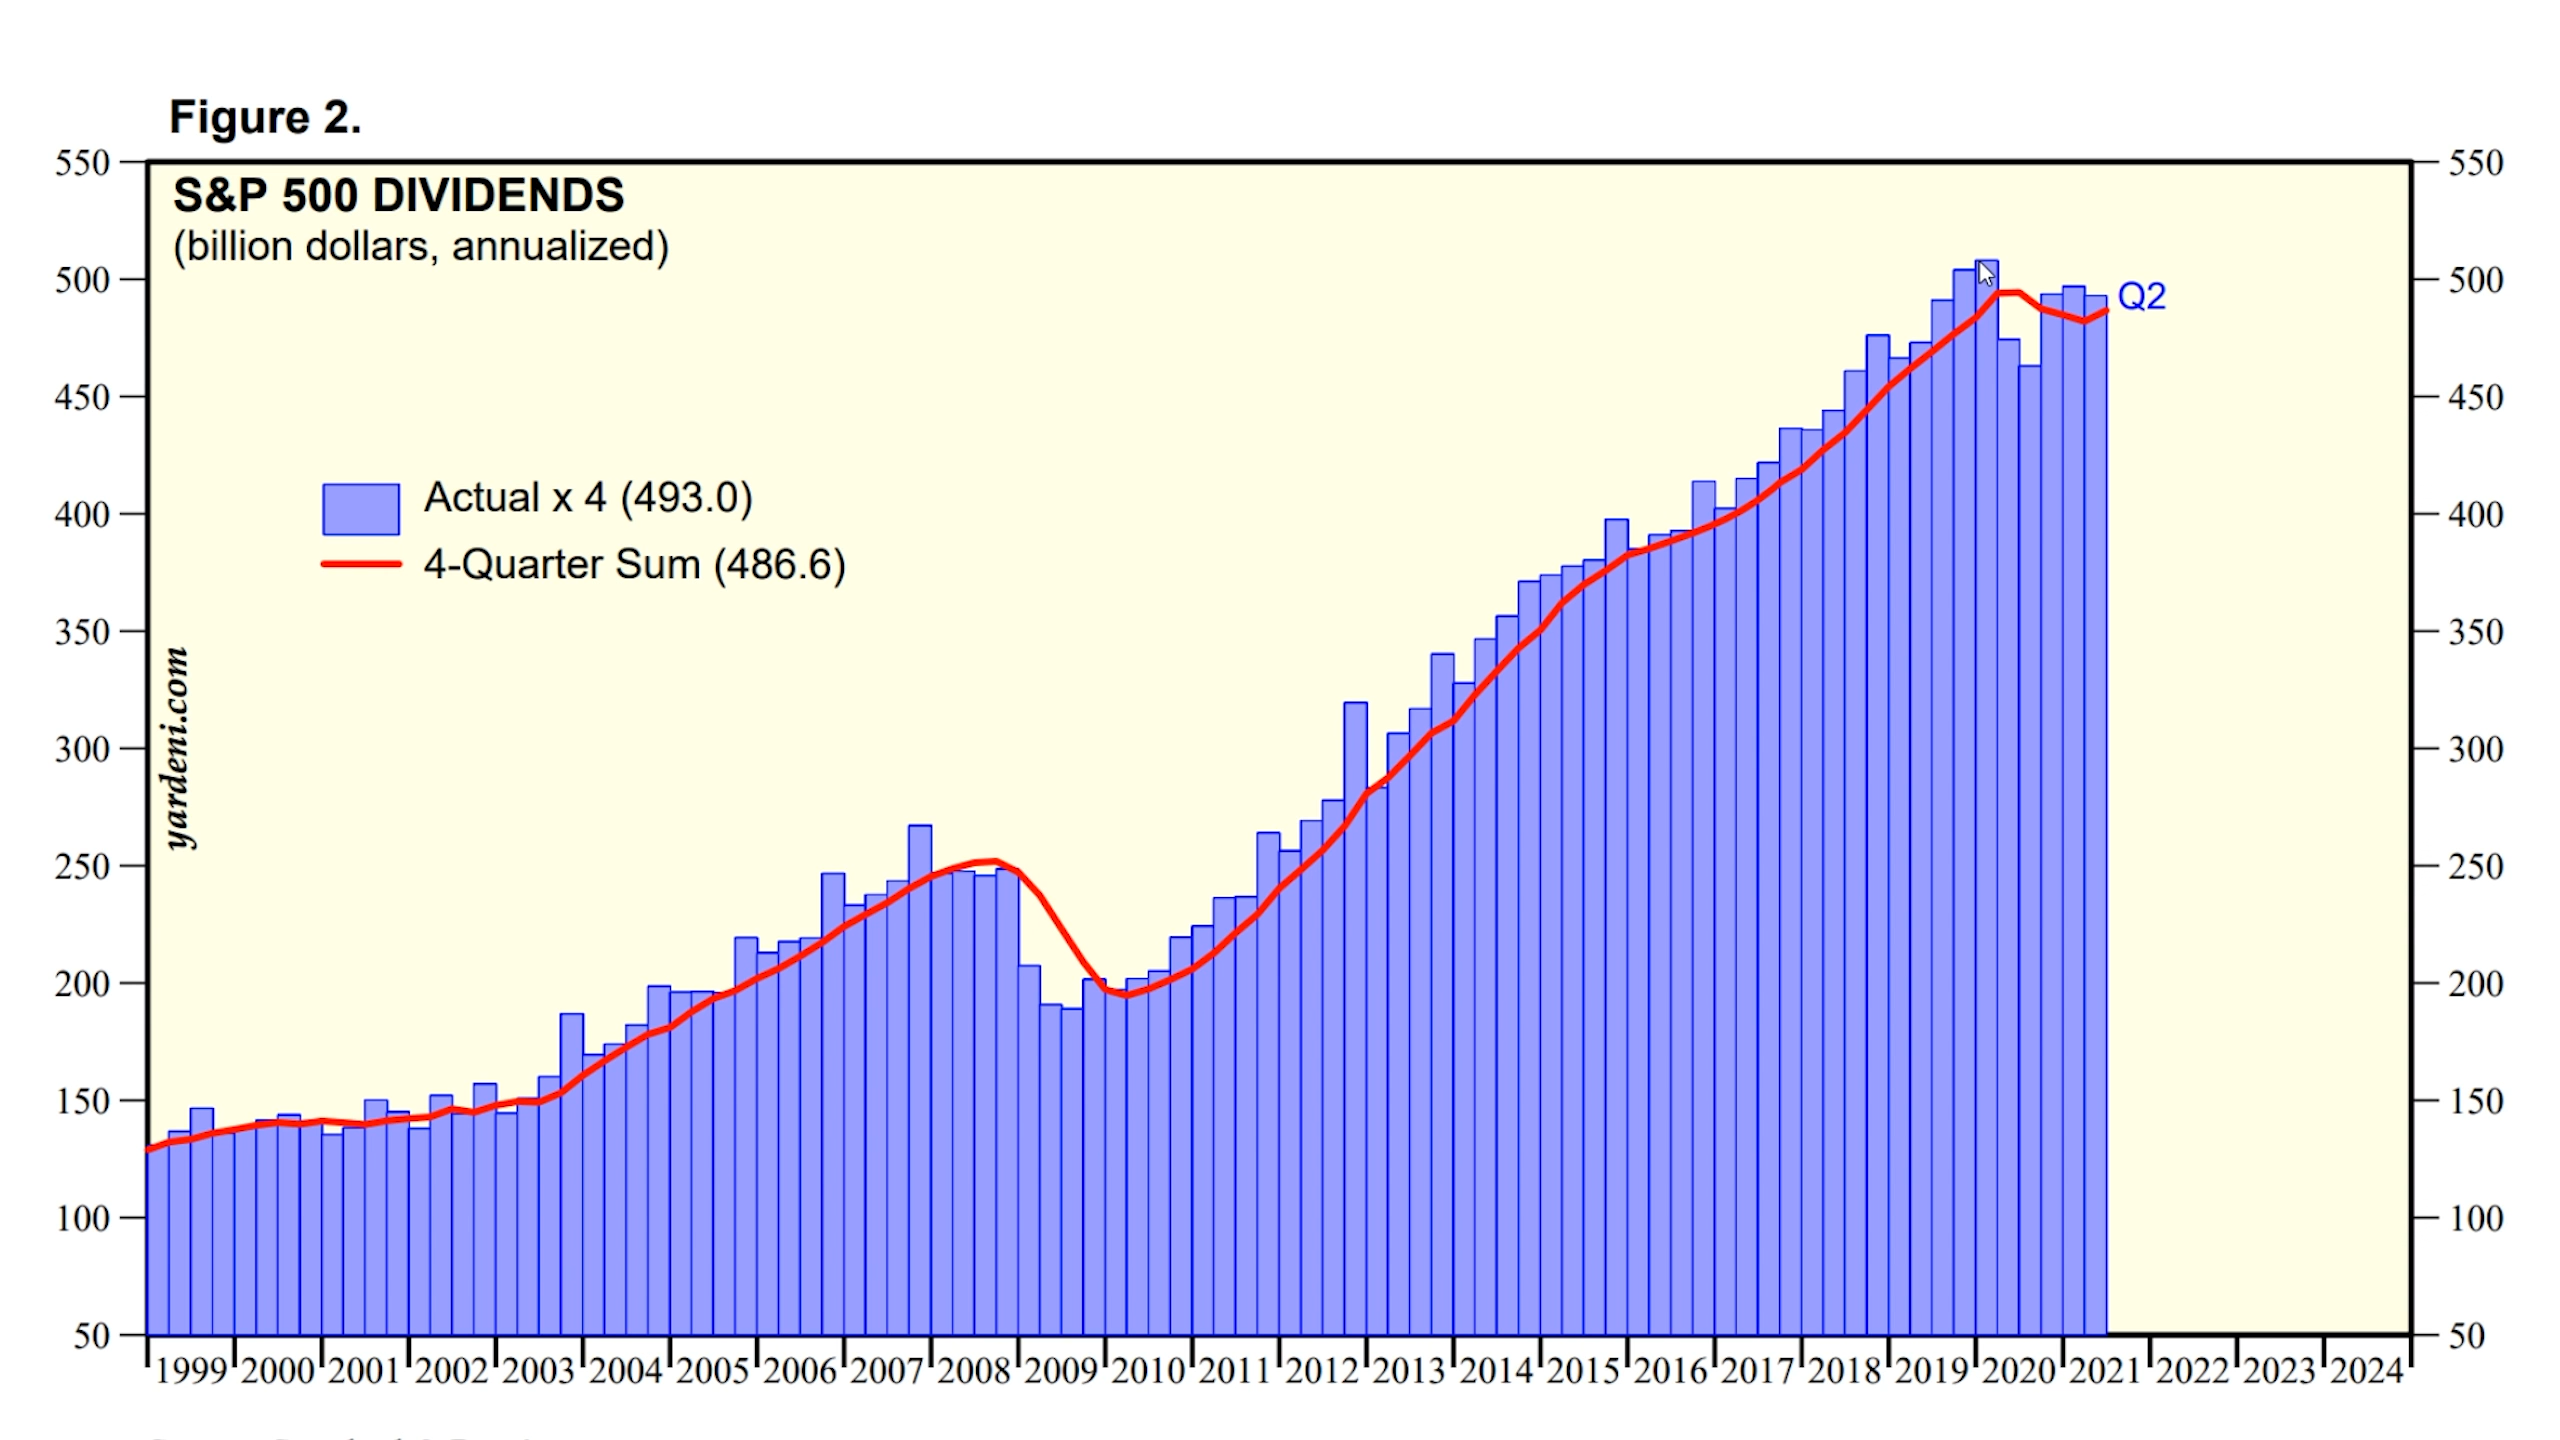 Figure 2.
550 550
S&P 500 DIVIDENDS
(billion dollars, annualized)
500 500
Q2
450 450
Actual x 4 (493.0)
400 400
4-Quarter Sum (486.6)
350 350
yardeni.com
300 300
250 250
200 200
150 150
100 100
50 50
1999 2000 2001 2002 2003 2004 2005 2006 2007 2008 2009 2010 2011 2012 2013 2014 2015 2016 2017 2018 2019 2020 2021 2022 2023 2024